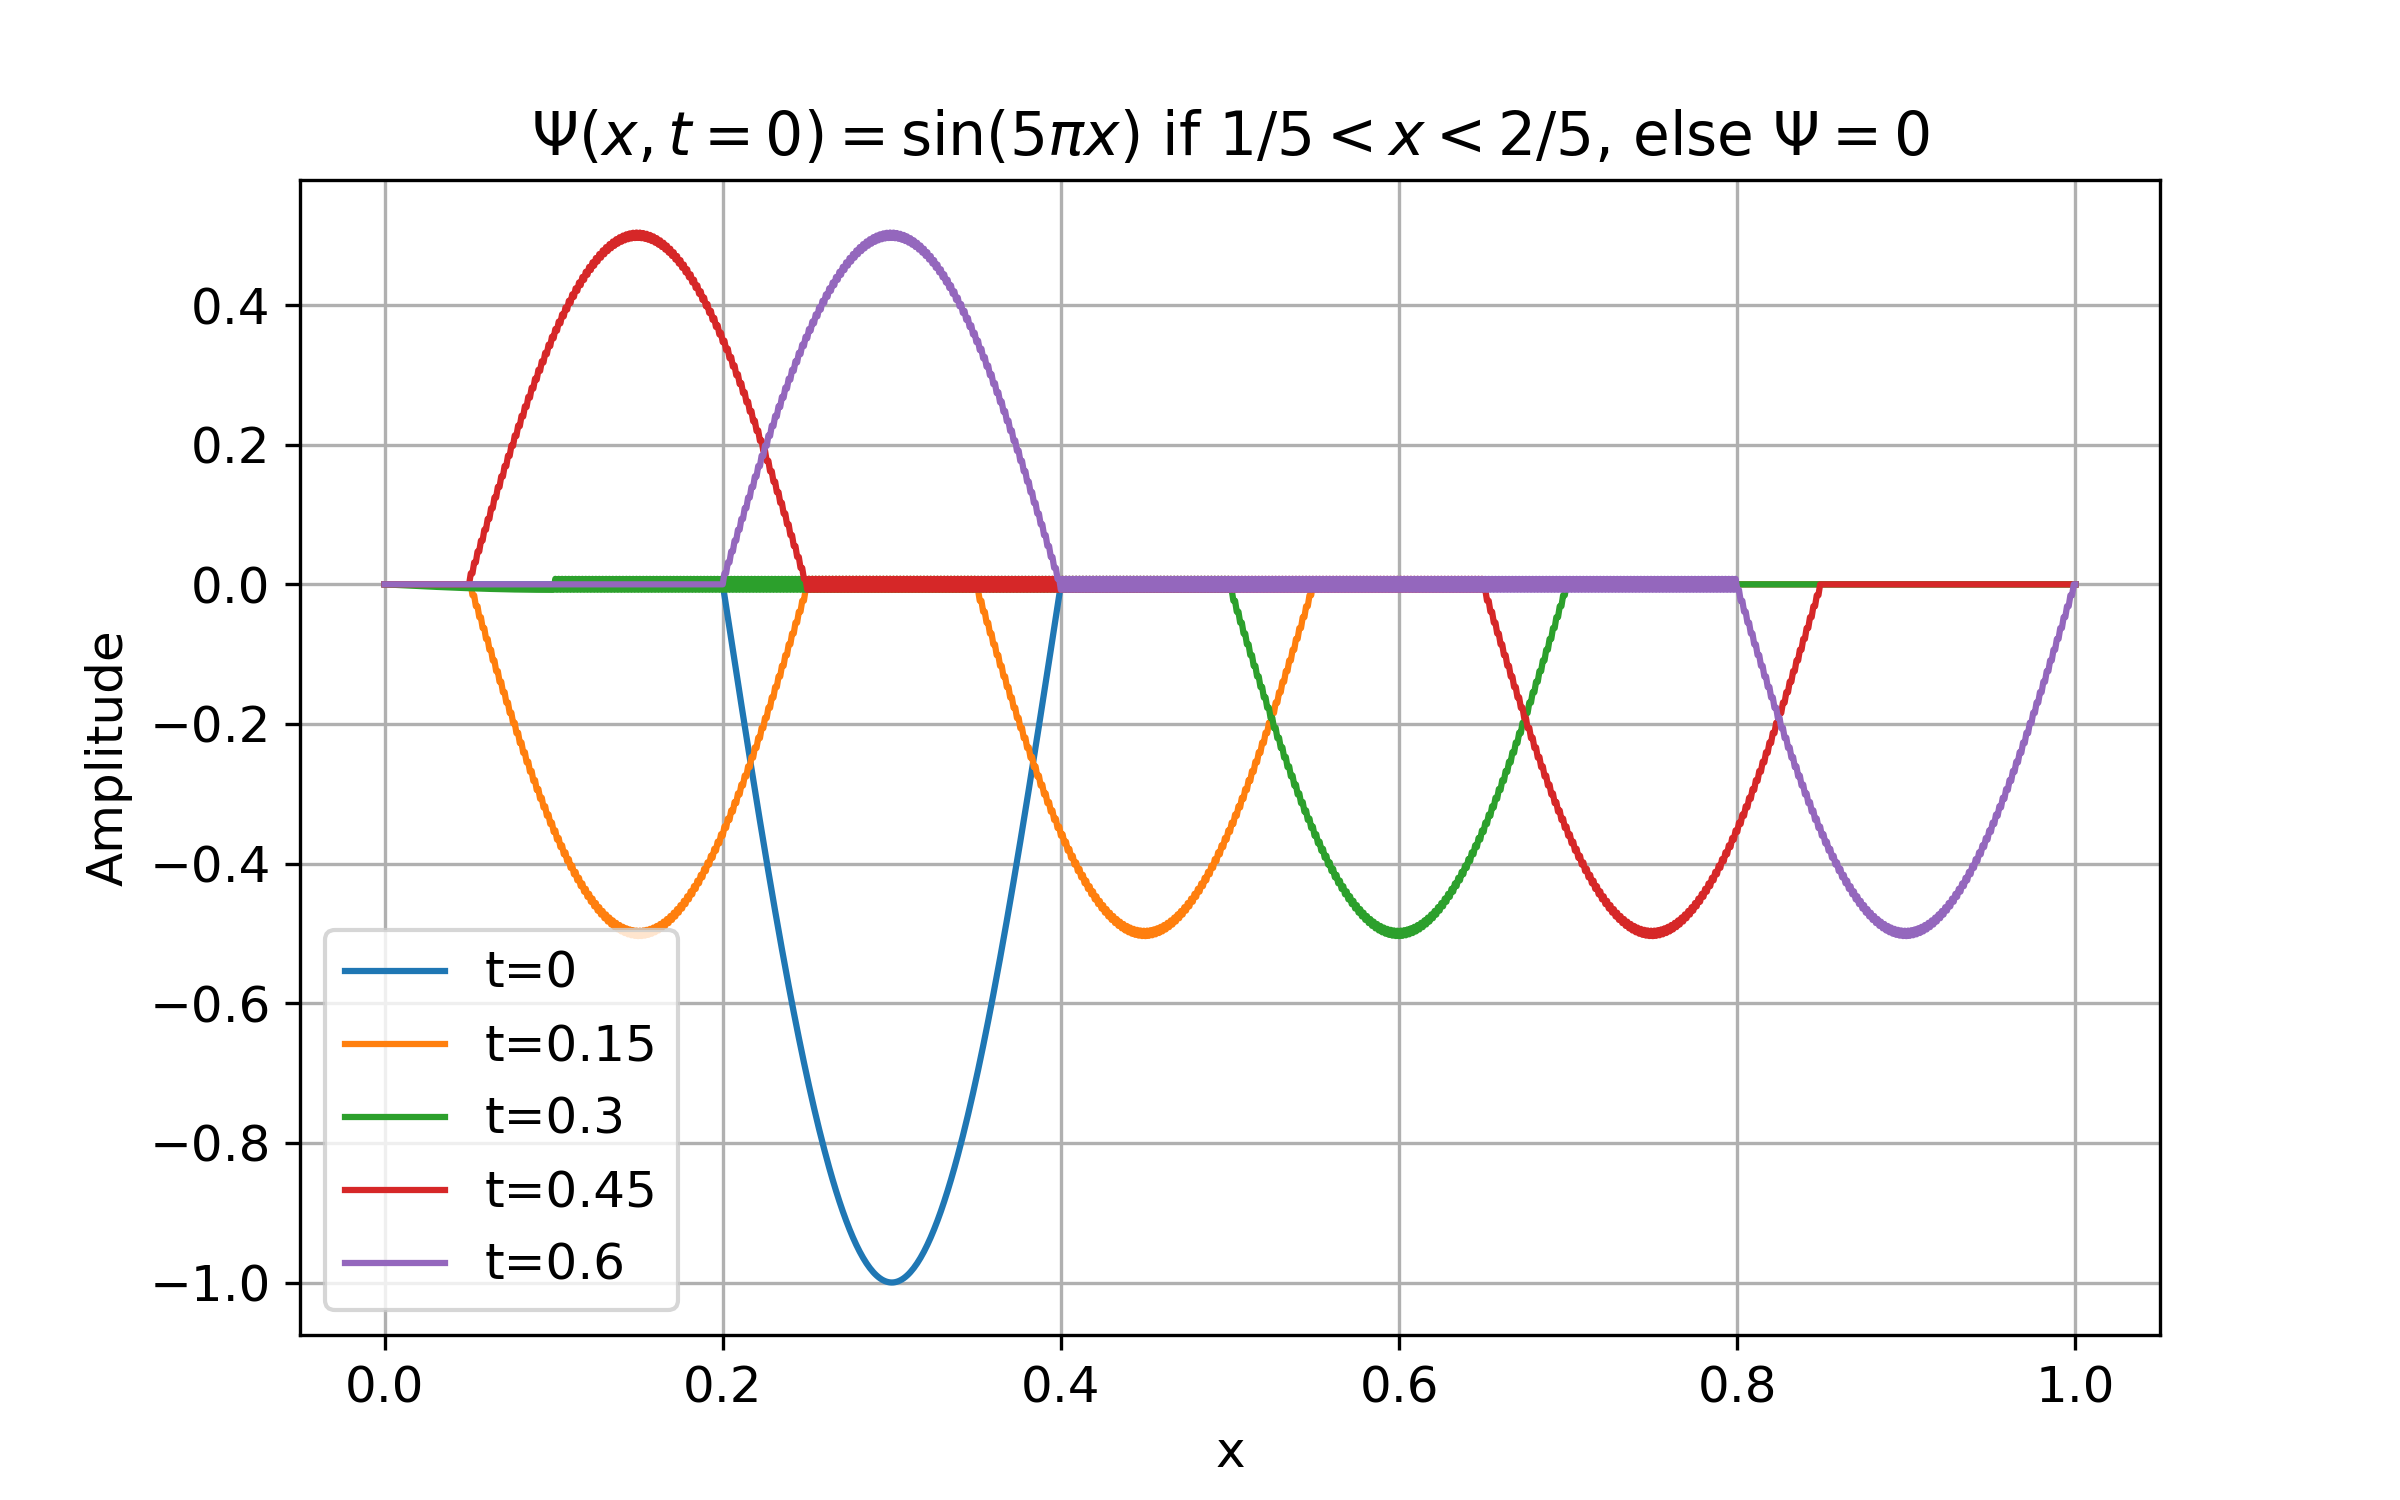 Ψ(x, t = 0) = sin(5πx) if 1/5 < x < 2/5, else Ψ = 0
Amplitude
0.4
0.2
0.0
−0.2
−0.4
−0.6
−0.8
−1.0
t=0
t=0.15
t=0.3
t=0.45
t=0.6
0.0 0.2 0.4 0.6 0.8 1.0
x